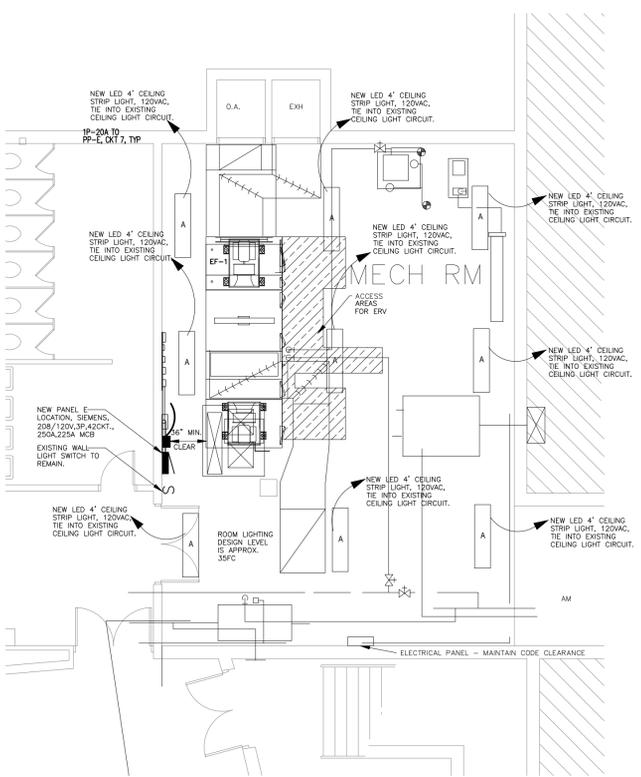 NEW LED 4' CEILING
STRIP LIGHT, 120VAC,
TIE INTO EXISTING
CEILING LIGHT CIRCUIT.
O.A.
EXH
NEW LED 4' CEILING
STRIP LIGHT, 120VAC,
TIE INTO EXISTING
CEILING LIGHT CIRCUIT.
1P-20A TO
PP-E, CKT 7, TYP
A
A
A
NEW LED 4' CEILING
STRIP LIGHT, 120VAC,
TIE INTO EXISTING
CEILING LIGHT CIRCUIT.
NEW LED 4' CEILING
STRIP LIGHT, 120VAC,
TIE INTO EXISTING
CEILING LIGHT CIRCUIT.
NEW LED 4' CEILING
STRIP LIGHT, 120VAC,
TIE INTO EXISTING
CEILING LIGHT CIRCUIT.
EF-1
MECH RM
ACCESS
AREAS
FOR ERV
A
A
A
NEW LED 4' CEILING
STRIP LIGHT, 120VAC,
TIE INTO EXISTING
CEILING LIGHT CIRCUIT.
NEW PANEL E
LOCATION, SIEMENS,
208/120V,3P,42CKT.,
250A,225A MCB
36" MIN.
CLEAR
EXISTING WALL
LIGHT SWITCH TO
REMAIN.
S
NEW LED 4' CEILING
STRIP LIGHT, 120VAC,
TIE INTO EXISTING
CEILING LIGHT CIRCUIT.
NEW LED 4' CEILING
STRIP LIGHT, 120VAC,
TIE INTO EXISTING
CEILING LIGHT CIRCUIT.
NEW LED 4' CEILING
STRIP LIGHT, 120VAC,
TIE INTO EXISTING
CEILING LIGHT CIRCUIT.
A
ROOM LIGHTING
DESIGN LEVEL
IS APPROX.
35FC
A
A
AM
ELECTRICAL PANEL - MAINTAIN CODE CLEARANCE